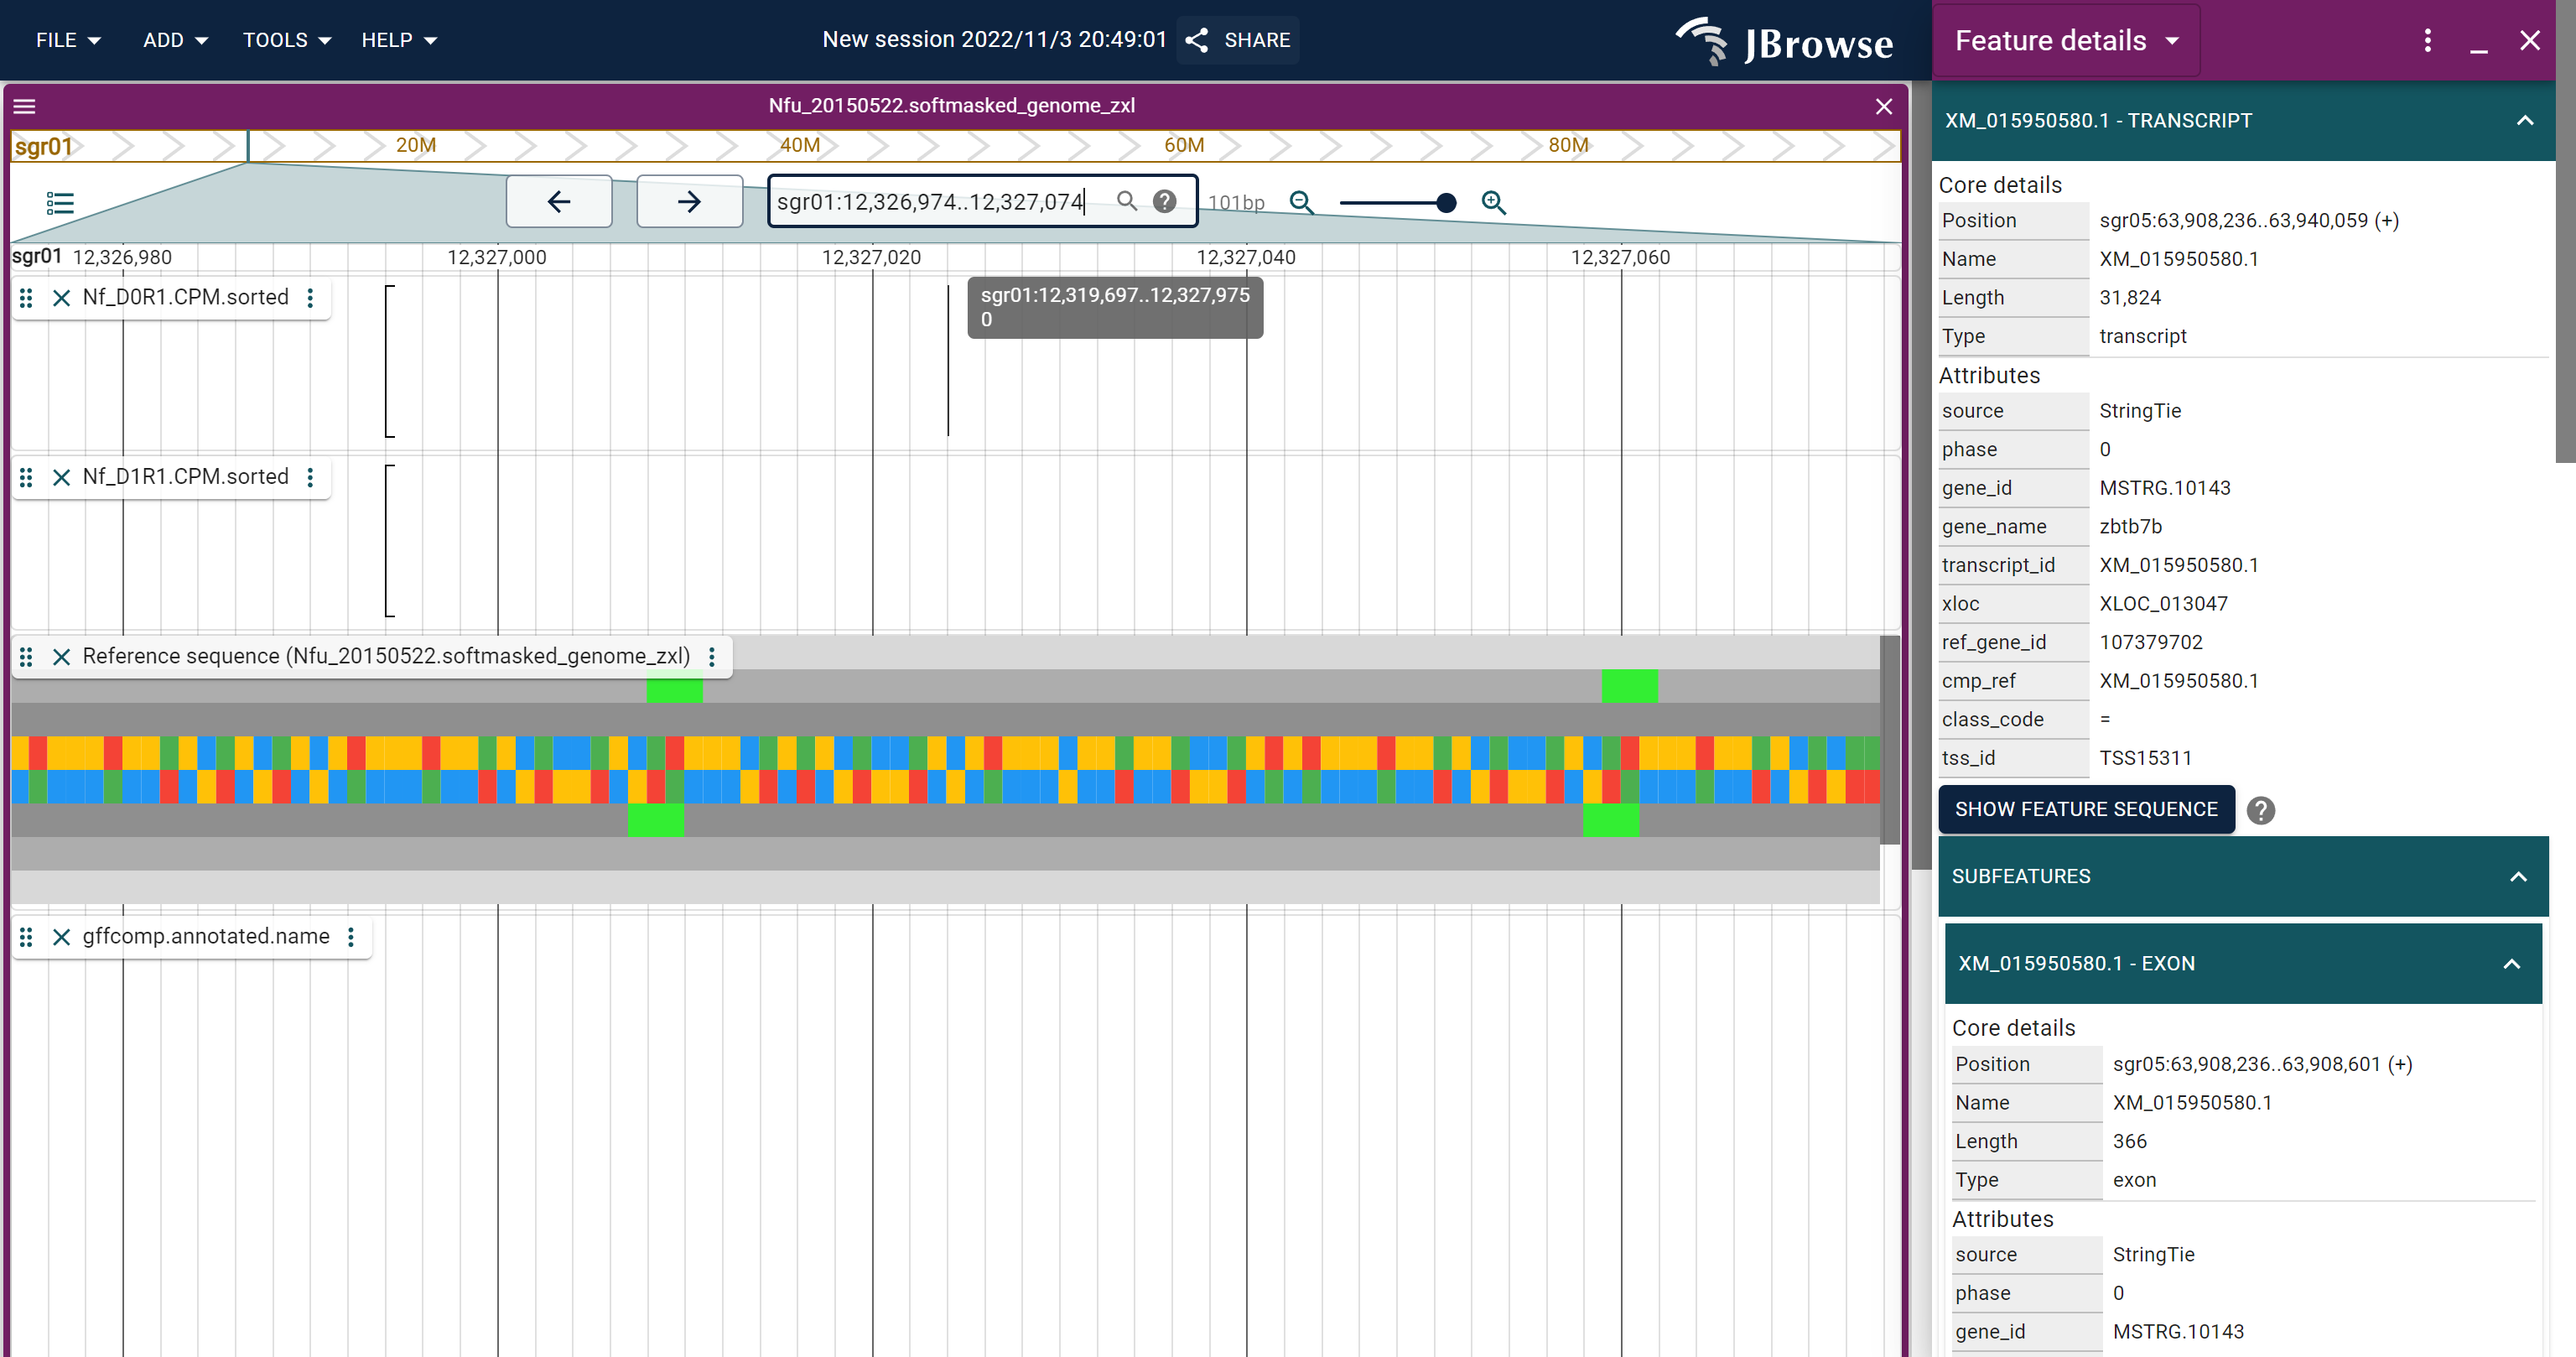 FILE ADD TOOLS HELP New session 2022/11/3 20:49:01 SHARE JBrowse
Nfu_20150522.softmasked_genome_zxl
sgr01 20M 40M 60M 80M
sgr01:12,326,974..12,327,074 101bp
sgr01 12,326,980 12,327,000 12,327,020 12,327,040 12,327,060
Nf_D0R1.CPM.sorted
sgr01:12,319,697..12,327,975
0
Nf_D1R1.CPM.sorted
Reference sequence (Nfu_20150522.softmasked_genome_zxl)
gffcomp.annotated.name
Feature details
XM_015950580.1 - TRANSCRIPT
Core details
Position sgr05:63,908,236..63,940,059 (+)
Name XM_015950580.1
Length 31,824
Type transcript
Attributes
source StringTie
phase 0
gene_id MSTRG.10143
gene_name zbtb7b
transcript_id XM_015950580.1
xloc XLOC_013047
ref_gene_id 107379702
cmp_ref XM_015950580.1
class_code =
tss_id TSS15311
SHOW FEATURE SEQUENCE
SUBFEATURES
XM_015950580.1 - EXON
Core details
Position sgr05:63,908,236..63,908,601 (+)
Name XM_015950580.1
Length 366
Type exon
Attributes
source StringTie
phase 0
gene_id MSTRG.10143